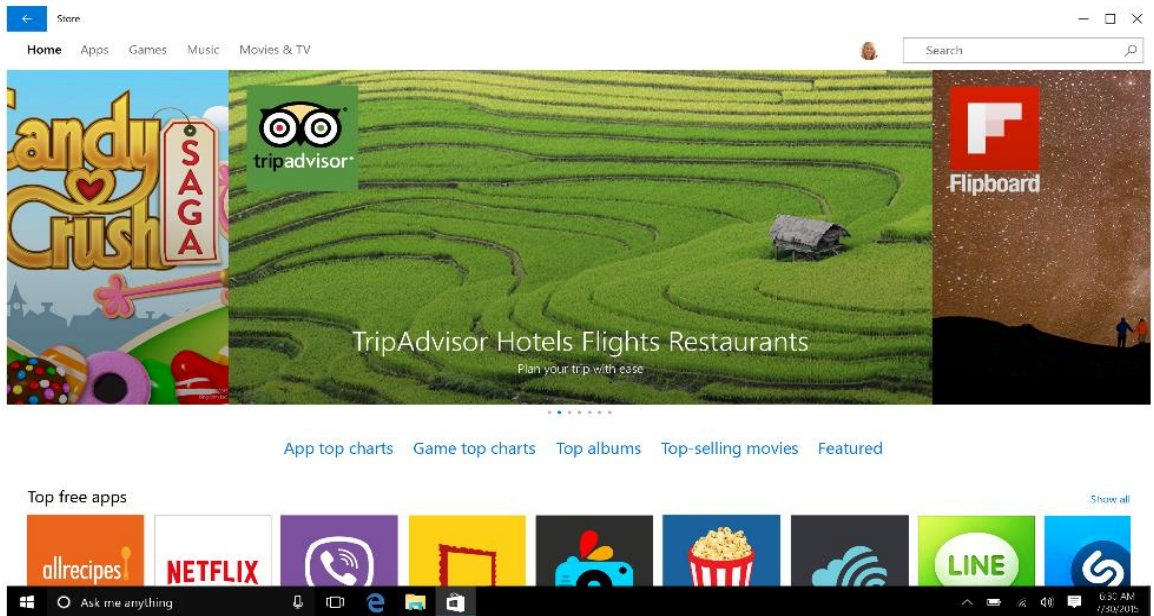 Store
Home Apps Games Music Movies & TV
Search
Candy
Crush
SAGA
tripadvisor
TripAdvisor Hotels Flights Restaurants
Plan your trip with ease
Flipboard
App top charts Game top charts Top albums Top-selling movies Featured
Top free apps
Show all
allrecipes
NETFLIX
LINE
Ask me anything
6:30 AM
7/30/2015